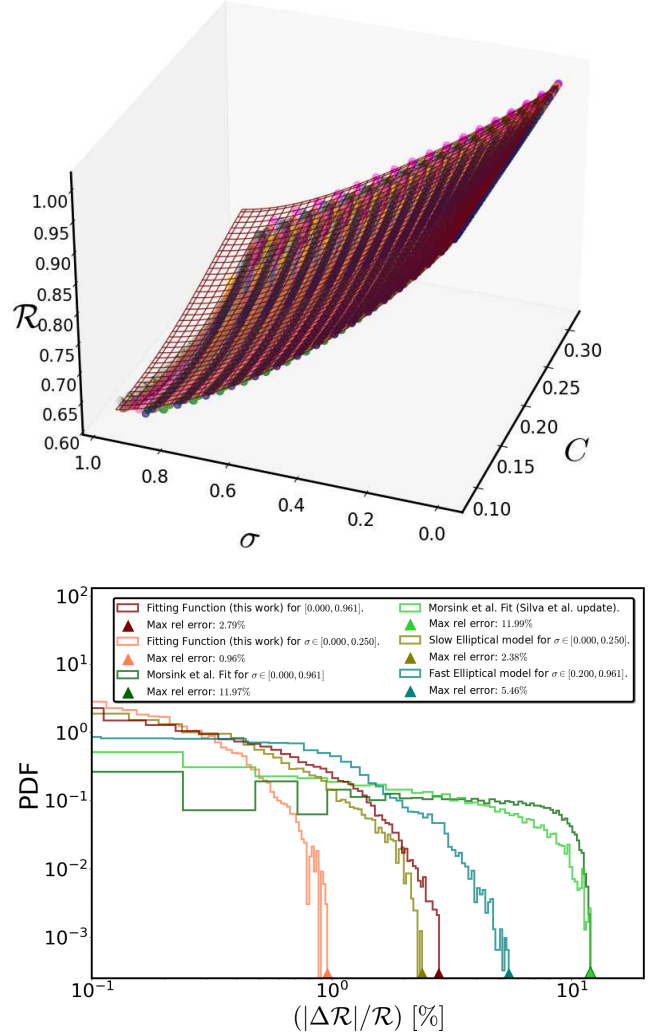 1.00
0.95
0.90
0.85
0.80
0.75
0.70
0.65
0.60
ℛ
1.0
0.8
0.6
0.4
0.2
0.0
σ
0.10
0.15
0.20
0.25
0.30
C
Fitting Function (this work) for [0.000, 0.961].
Max rel error: 2.79%
Fitting Function (this work) for σ∈[0.000, 0.250].
Max rel error: 0.96%
Morsink et al. Fit for σ∈[0.000, 0.961]
Max rel error: 11.97%
Morsink et al. Fit (Silva et al. update).
Max rel error: 11.99%
Slow Elliptical model for σ∈[0.000, 0.250].
Max rel error: 2.38%
Fast Elliptical model for σ∈[0.200, 0.961].
Max rel error: 5.46%
PDF
10²
10¹
10⁰
10⁻¹
10⁻²
10⁻³
10⁻¹
10⁰
10¹
(|Δℛ|/ℛ) [%]